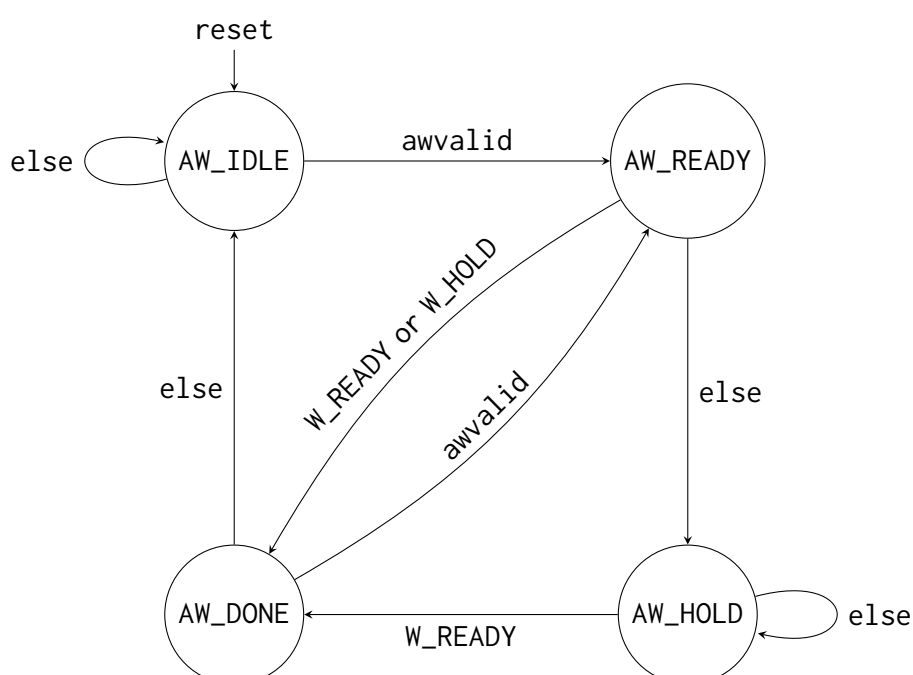 reset
else
AW_IDLE
awvalid
AW_READY
W_READY or W_HOLD
else
awvalid
else
AW_DONE
W_READY
AW_HOLD
else